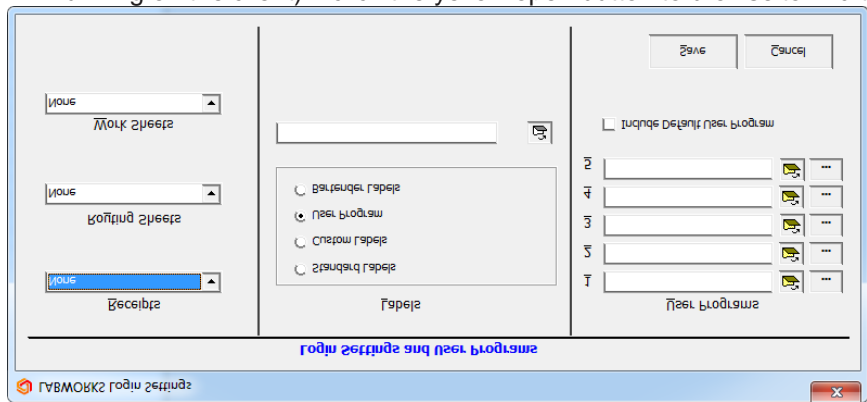 LABWORKS Login Settings
Login Settings and User Programs
Receipts
None
Routing Sheets
None
Work Sheets
None
Labels
Standard Labels
Custom Labels
User Program
Bartender Labels
User Programs
1 ...
2 ...
3 ...
4 ...
5 ...
Include Default User Program
Save Cancel